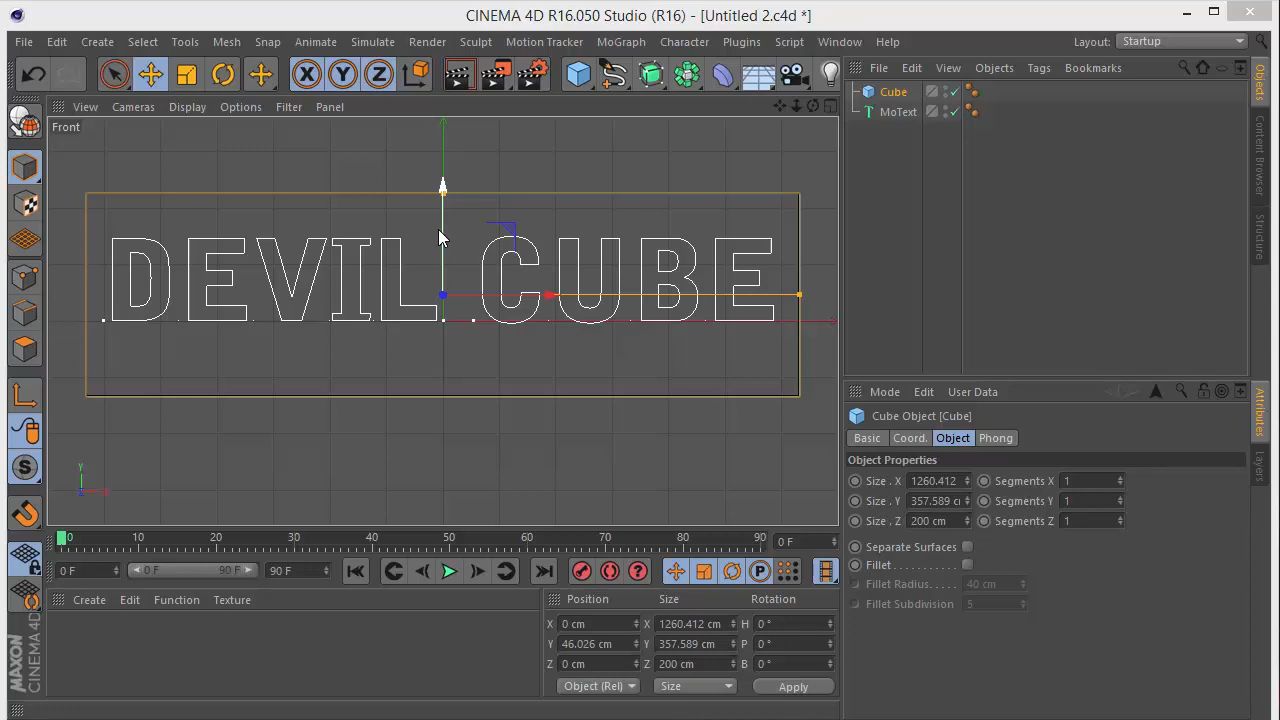 CINEMA 4D R16.050 Studio (R16) - [Untitled 2.c4d *]
File Edit Create Select Tools Mesh Snap Animate Simulate Render Sculpt Motion Tracker MoGraph Character Plugins Script Window Help Layout: Startup
X Y Z
File Edit View Objects Tags Bookmarks
View Cameras Display Options Filter Panel
Front
Cube
MoText
DEVIL CUBE
Y
S
Objects
Content Browser
Structure
Mode Edit User Data
Cube Object [Cube]
Basic Coord. Object Phong
Object Properties
Size . X 1260.412 Segments X 1
Size . Y 357.589 c Segments Y 1
Size . Z 200 cm Segments Z 1
Separate Surfaces
Fillet
Fillet Radius 40 cm
Fillet Subdivision 5
Attributes
Layers
0 10 20 30 40 50 60 70 80 90 0 F
0 F 0 F 90 F 90 F
P
Create Edit Function Texture
Position Size Rotation
X 0 cm X 1260.412 cm H 0 °
Y 46.026 cm Y 357.589 cm P 0 °
Z 0 cm Z 200 cm B 0 °
Object (Rel) Size Apply
MAXON CINEMA 4D